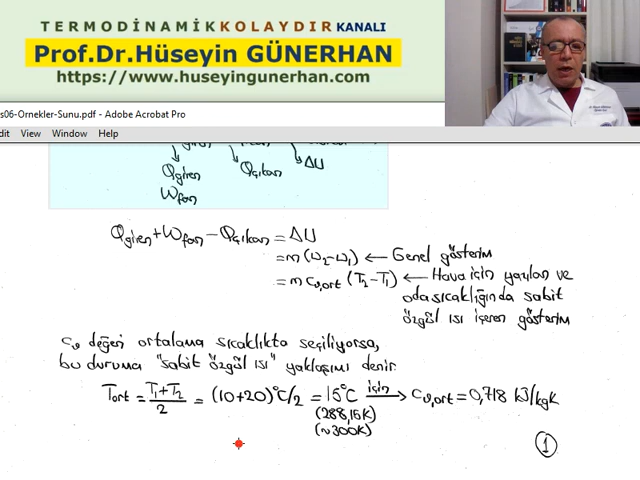 TERMODİNAMİKKOLAYDIR KANALI
Prof.Dr.Hüseyin GÜNERHAN
https://www.huseyingunerhan.com
s06-Ornekler-Sunu.pdf - Adobe Acrobat Pro
dit View Window Help
Qgiren Qçıkan ΔU
Wfan
Qgiren + Wfan - Qçıkan = ΔU
= m(u₂-u₁) ← Genel gösterim
= m cv,ort (T₂-T₁) ← Hava için yazılan ve
oda sıcaklığında sabit
özgül ısı içeren gösterim
cv değeri ortalama sıcaklıkta seçiliyorsa,
bu duruma "sabit özgül ısı" yaklaşımı denir.
Tort = T₁+T₂/2 = (10+20)°C/2 = 15°C için → cv,ort = 0,718 kJ/kgK
(288,15K)
(~300K)
1